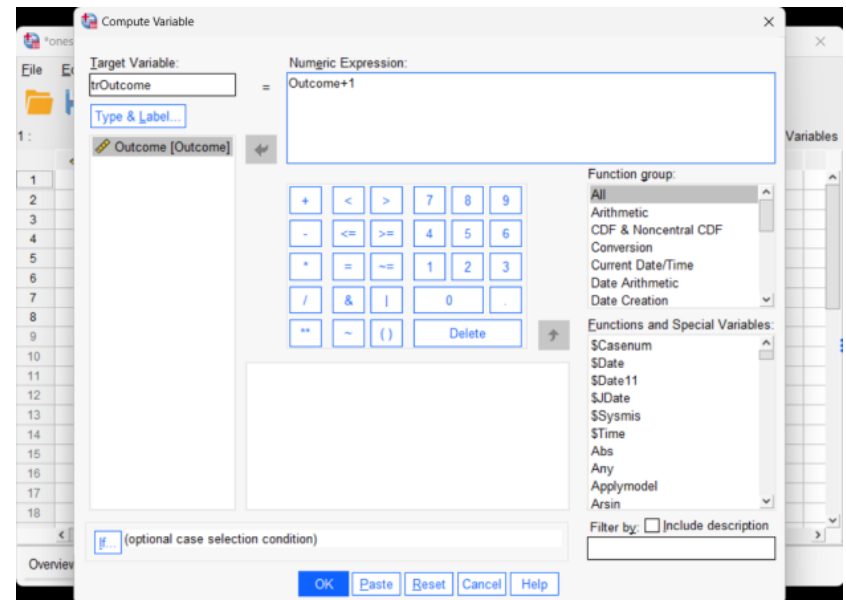 Compute Variable
*ones
File
Target Variable:
Numeric Expression:
trOutcome
=
Outcome+1
Type & Label...
1 :
Variables
Outcome [Outcome]
Function group:
1
2
3
4
5
6
7
8
9
10
11
12
13
14
15
16
17
18
+ < > 7 8 9
- <= >= 4 5 6
* = ~= 1 2 3
/ & | 0 .
** ~ ( ) Delete
All
Arithmetic
CDF & Noncentral CDF
Conversion
Current Date/Time
Date Arithmetic
Date Creation
Functions and Special Variables:
$Casenum
$Date
$Date11
$JDate
$Sysmis
$Time
Abs
Any
Applymodel
Arsin
If... (optional case selection condition)
Filter by: Include description
Overview
OK Paste Reset Cancel Help